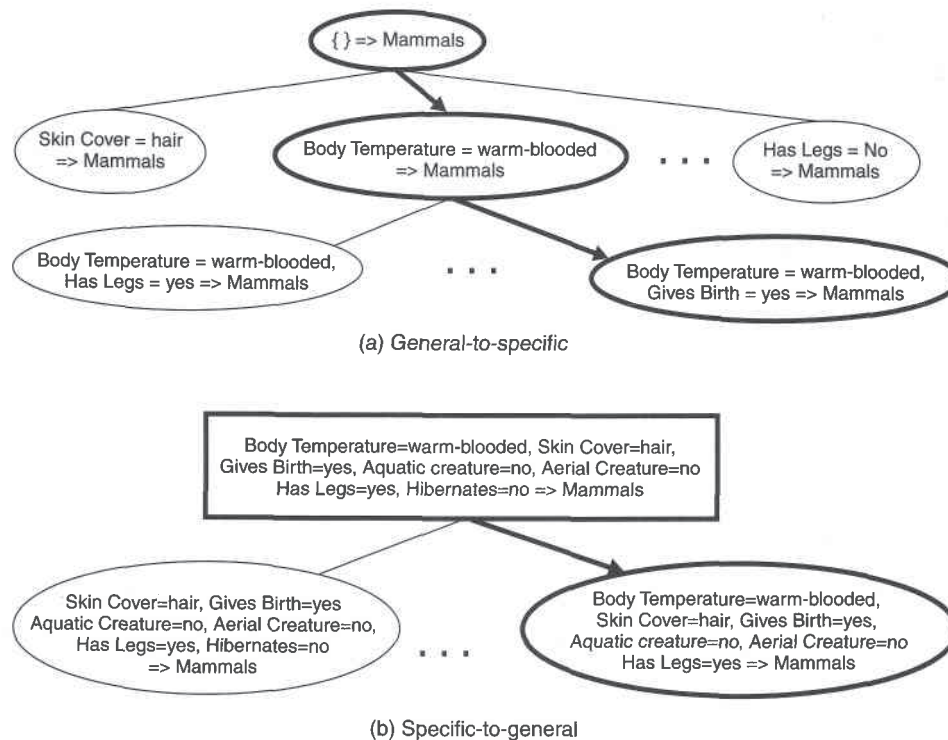 { } => Mammals
Skin Cover = hair
=> Mammals
Body Temperature = warm-blooded
=> Mammals
. . .
Has Legs = No
=> Mammals
Body Temperature = warm-blooded,
Has Legs = yes => Mammals
. . .
Body Temperature = warm-blooded,
Gives Birth = yes => Mammals
(a) General-to-specific
Body Temperature=warm-blooded, Skin Cover=hair,
Gives Birth=yes, Aquatic creature=no, Aerial Creature=no
Has Legs=yes, Hibernates=no => Mammals
Skin Cover=hair, Gives Birth=yes
Aquatic Creature=no, Aerial Creature=no,
Has Legs=yes, Hibernates=no
=> Mammals
. . .
Body Temperature=warm-blooded,
Skin Cover=hair, Gives Birth=yes,
Aquatic creature=no, Aerial Creature=no
Has Legs=yes => Mammals
(b) Specific-to-general